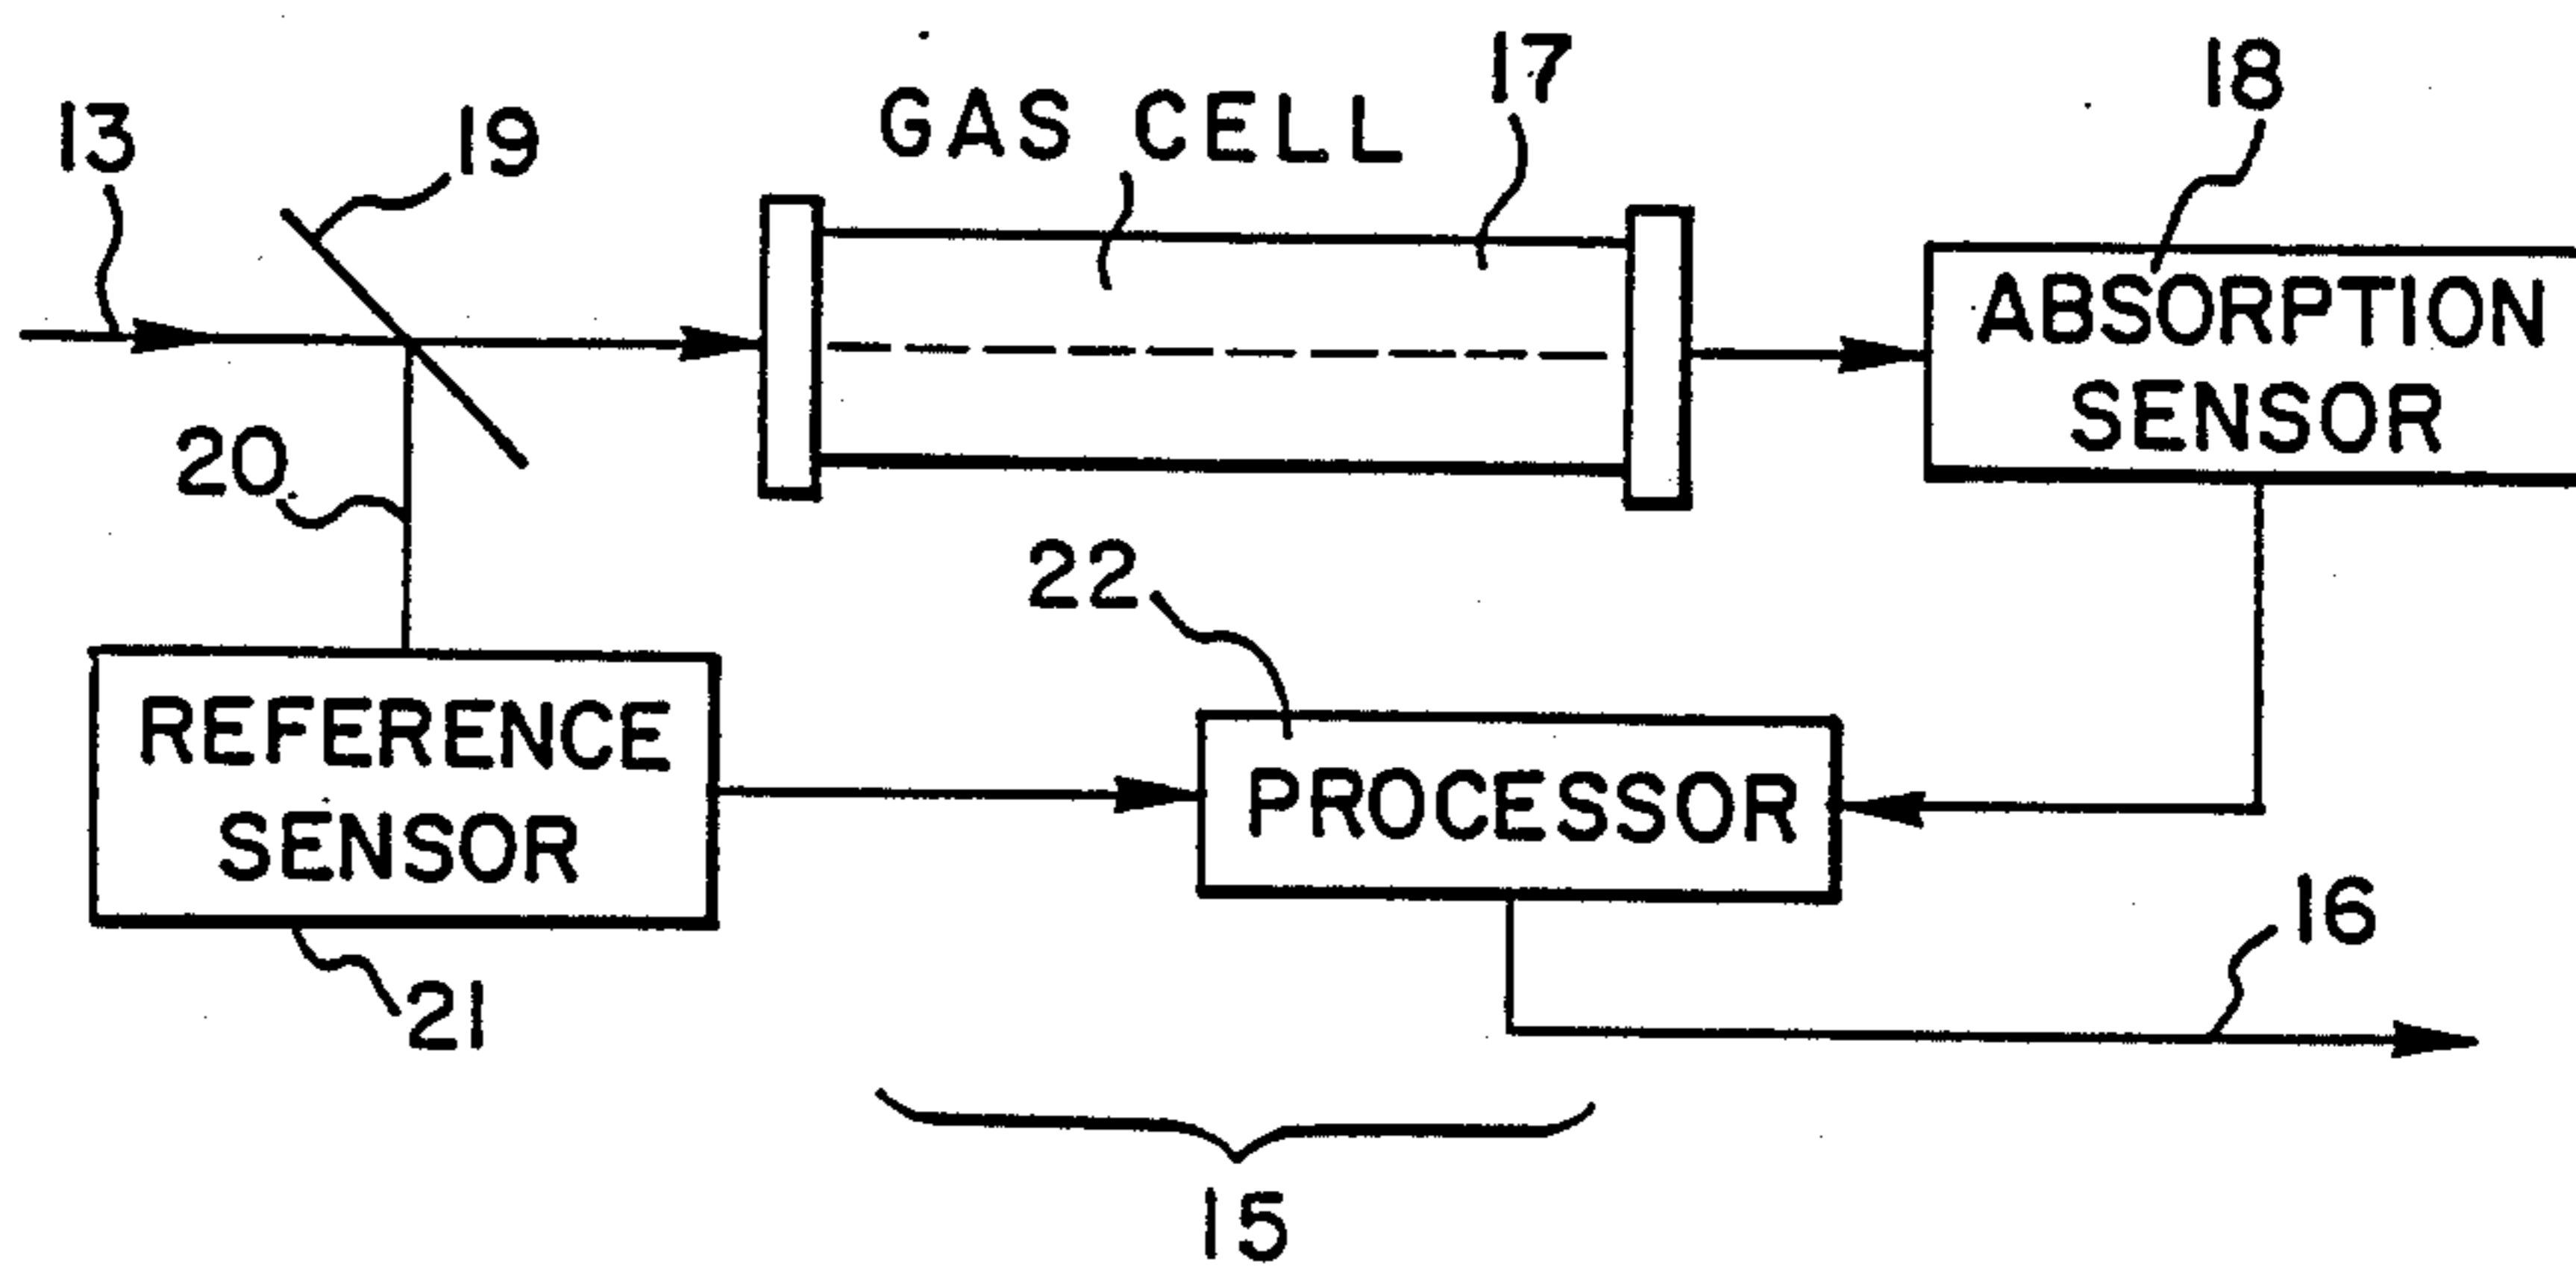 13
19
GAS CELL
17
18
ABSORPTION
SENSOR
20
22
REFERENCE
SENSOR
PROCESSOR
21
16
15